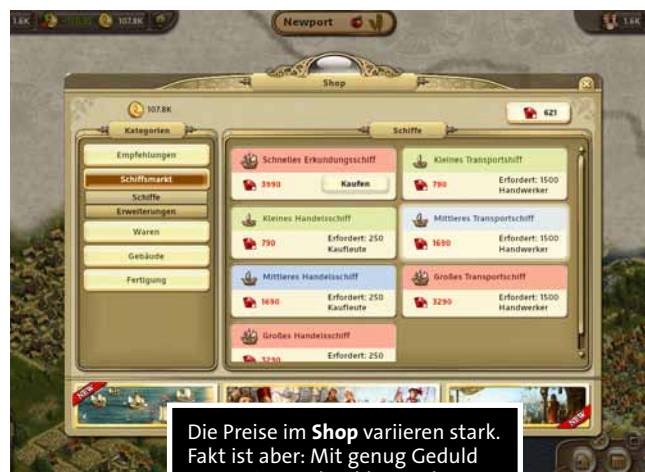 1.6K
107.8K
Newport
1.6K
Shop
107.8K
621
Kategorien
Empfehlungen
Schiffsmarkt
Schiffe
Erweiterungen
Waren
Gebäude
Fertigung
Schiffe
Schnelles Erkundungsschiff
3990
Kaufen
Kleines Transportshiff
790
Erfordert: 1500
Handwerker
Kleines Handelsschiff
790
Erfordert: 250
Kaufleute
Mittleres Transportschiff
1690
Erfordert: 1500
Handwerker
Mittleres Handelsschiff
1690
Erfordert: 250
Kaufleute
Großes Transportschiff
3290
Erfordert: 1500
Handwerker
Großes Handelsschiff
3290
Erfordert: 250
NEW
NEW
Die Preise im Shop variieren stark.
Fakt ist aber: Mit genug Geduld